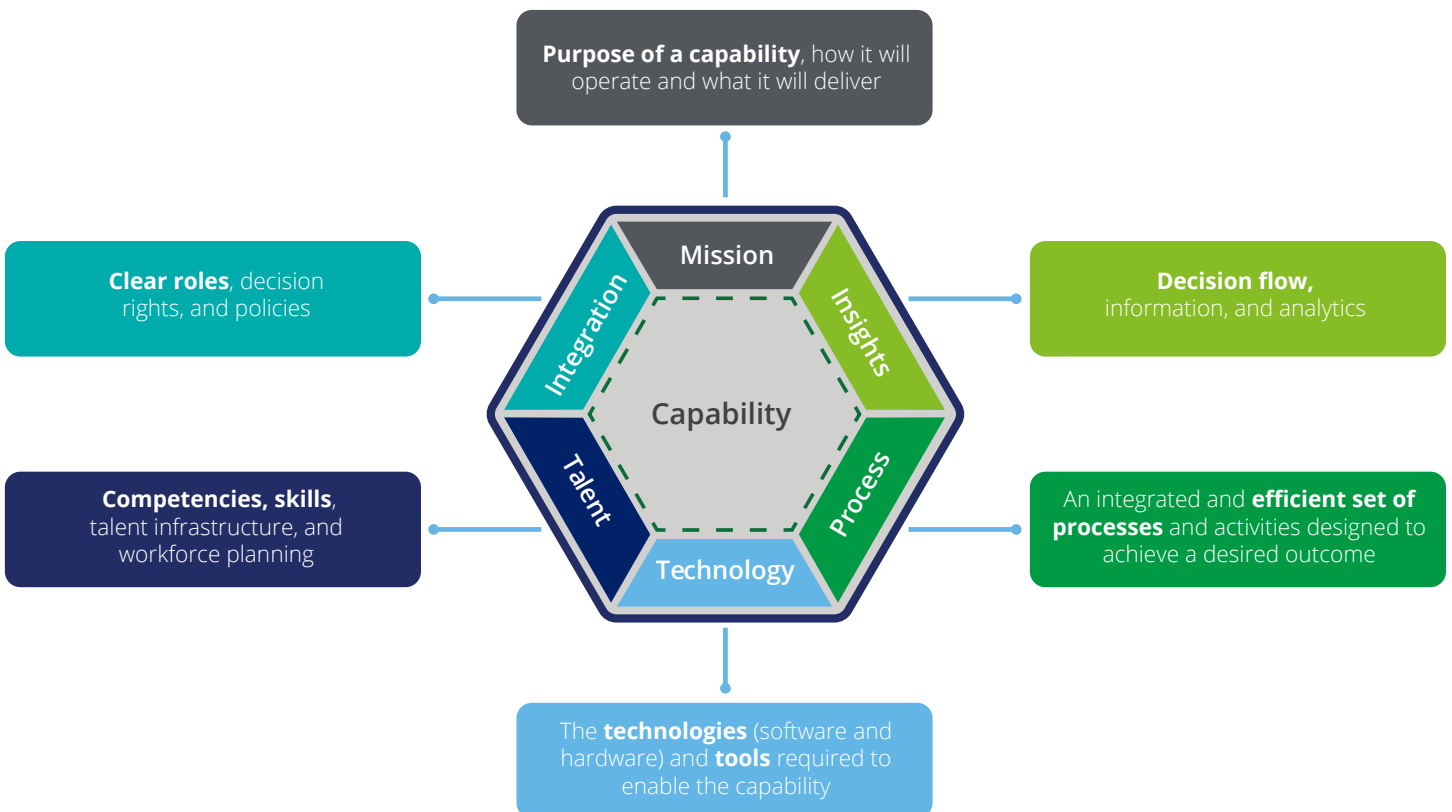 Purpose of a capability, how it will
operate and what it will deliver
Clear roles, decision
rights, and policies
Mission
Integration
Insights
Decision flow,
information, and analytics
Capability
Competencies, skills,
talent infrastructure, and
workforce planning
Talent
Process
Technology
An integrated and efficient set of
processes and activities designed to
achieve a desired outcome
The technologies (software and
hardware) and tools required to
enable the capability